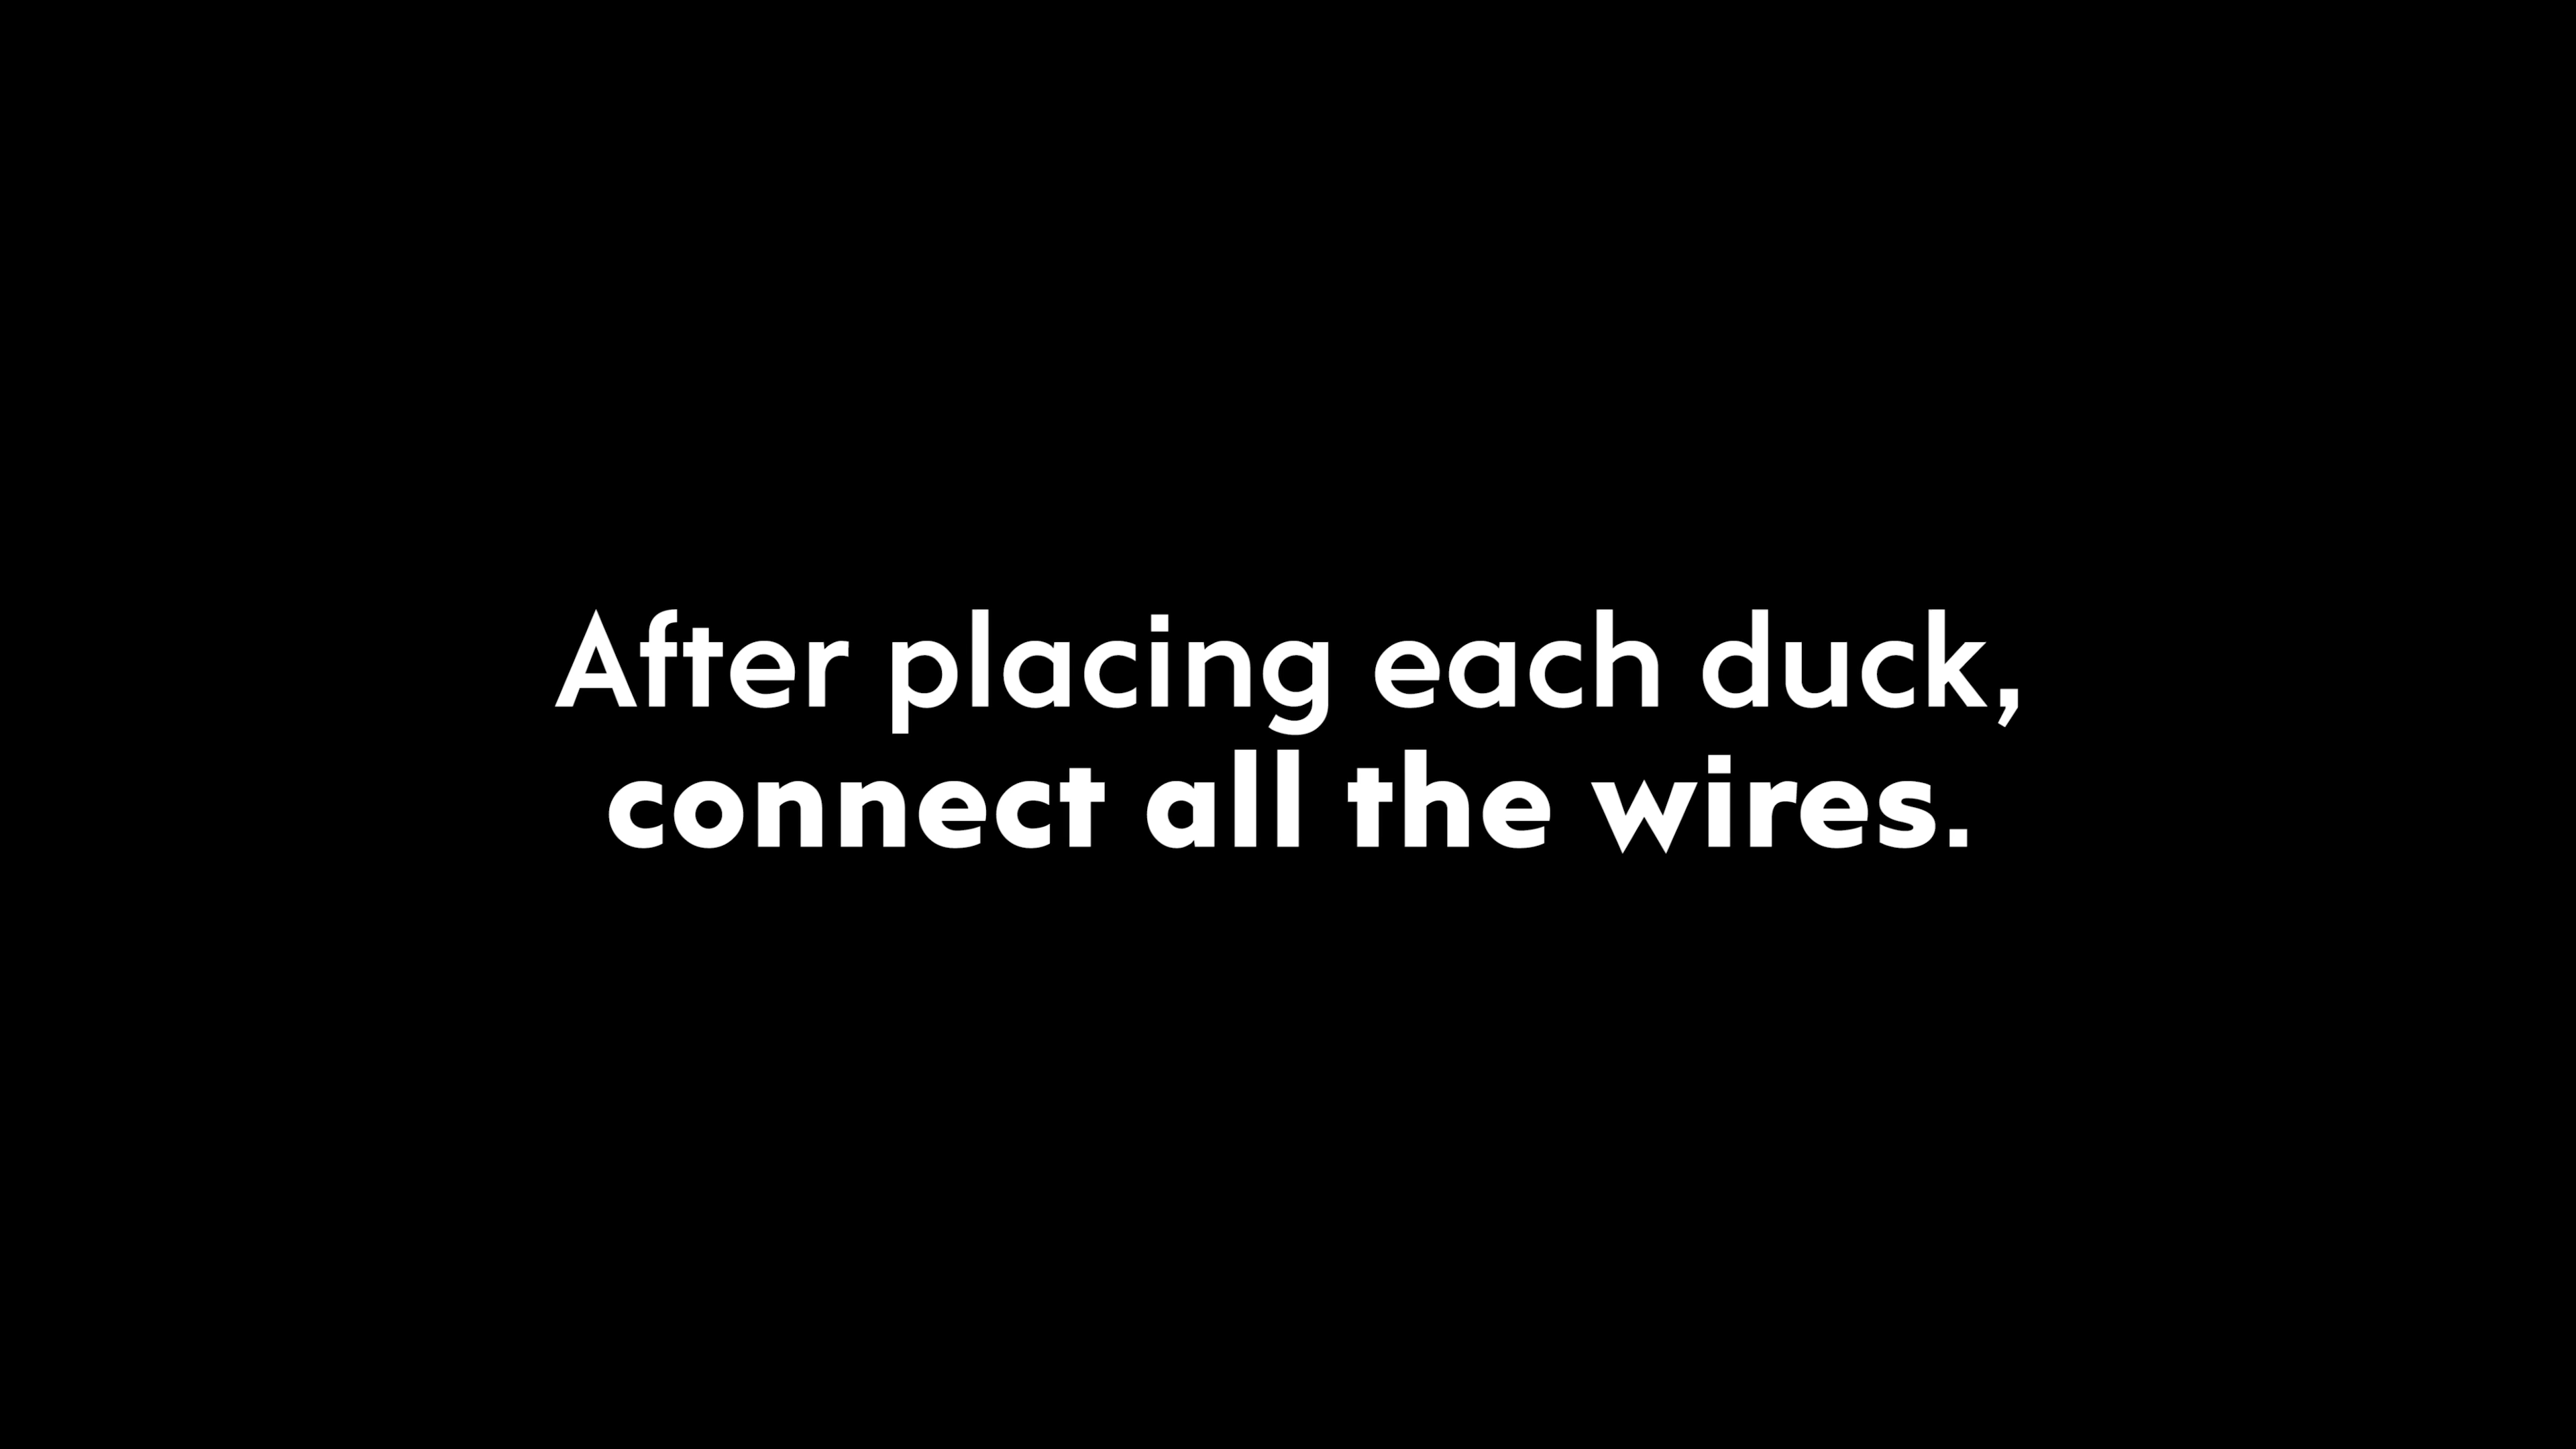 After placing each duck,
connect all the wires.